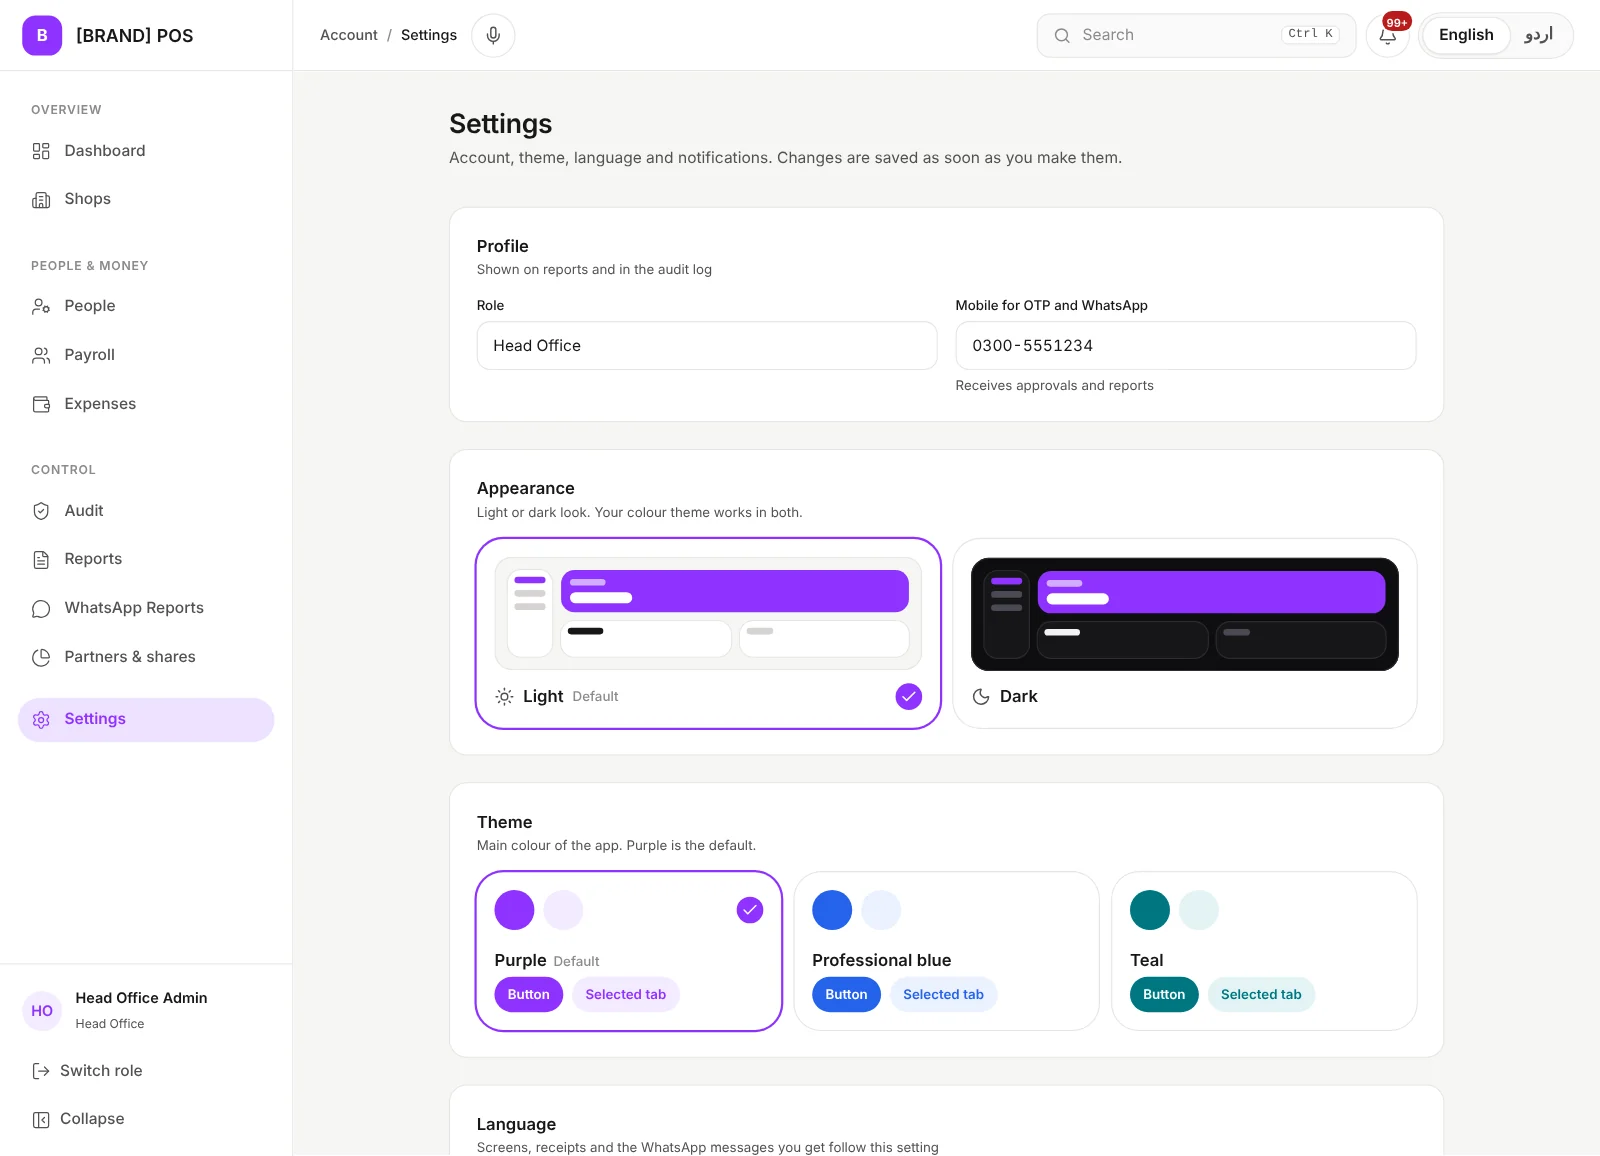 B
[BRAND] POS
Account / Settings
Search
Ctrl K
99+
English
اردو
OVERVIEW
Dashboard
Shops
PEOPLE & MONEY
People
Payroll
Expenses
CONTROL
Audit
Reports
WhatsApp Reports
Partners & shares
Settings
HO
Head Office Admin
Head Office
Switch role
Collapse
Settings
Account, theme, language and notifications. Changes are saved as soon as you make them.
Profile
Shown on reports and in the audit log
Role
Head Office
Mobile for OTP and WhatsApp
0300-5551234
Receives approvals and reports
Appearance
Light or dark look. Your colour theme works in both.
Light Default
Dark
Theme
Main colour of the app. Purple is the default.
Purple Default
Button
Selected tab
Professional blue
Button
Selected tab
Teal
Button
Selected tab
Language
Screens, receipts and the WhatsApp messages you get follow this setting